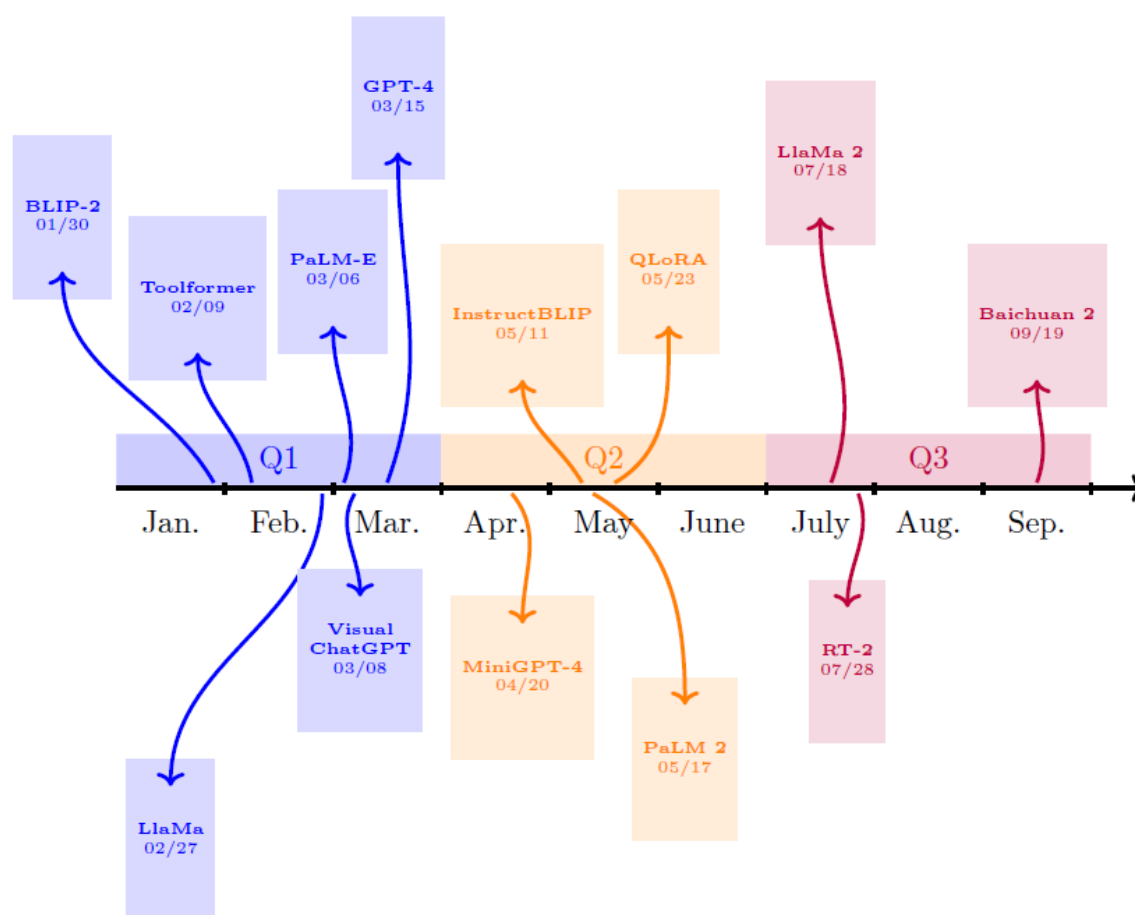 GPT-4
03/15
LlaMa 2
07/18
BLIP-2
01/30
Toolformer
02/09
PaLM-E
03/06
InstructBLIP
05/11
QLoRA
05/23
Baichuan 2
09/19
Q1
Q2
Q3
Jan.
Feb.
Mar.
Apr.
May
June
July
Aug.
Sep.
Visual
ChatGPT
03/08
MiniGPT-4
04/20
RT-2
07/28
PaLM 2
05/17
LlaMa
02/27